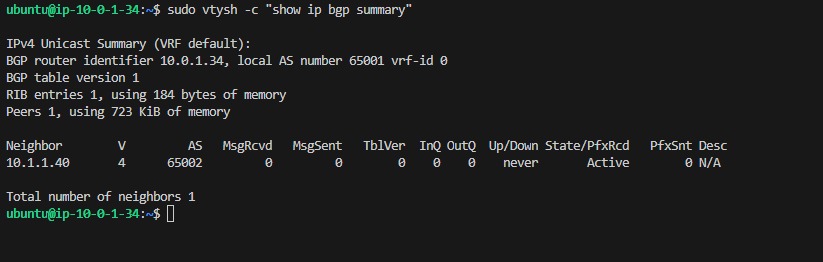 ubuntu@ip-10-0-1-34:~$ sudo vtysh -c "show ip bgp summary"
IPv4 Unicast Summary (VRF default):
BGP router identifier 10.0.1.34, local AS number 65001 vrf-id 0
BGP table version 1
RIB entries 1, using 184 bytes of memory
Peers 1, using 723 KiB of memory
Neighbor        V         AS   MsgRcvd   MsgSent   TblVer  InQ OutQ  Up/Down State/PfxRcd   PfxSnt Desc
10.1.1.40       4      65002         0         0        0    0    0    never       Active        0 N/A
Total number of neighbors 1
ubuntu@ip-10-0-1-34:~$